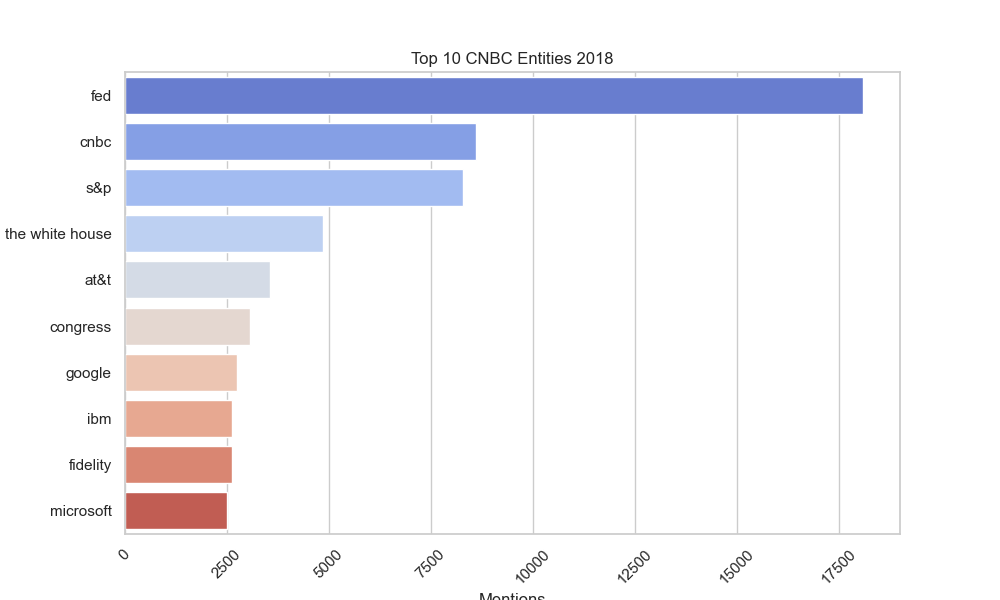 Top 10 CNBC Entities 2018
fed
cnbc
s&p
the white house
at&t
congress
google
ibm
fidelity
microsoft
0 2500 5000 7500 10000 12500 15000 17500
Mentions